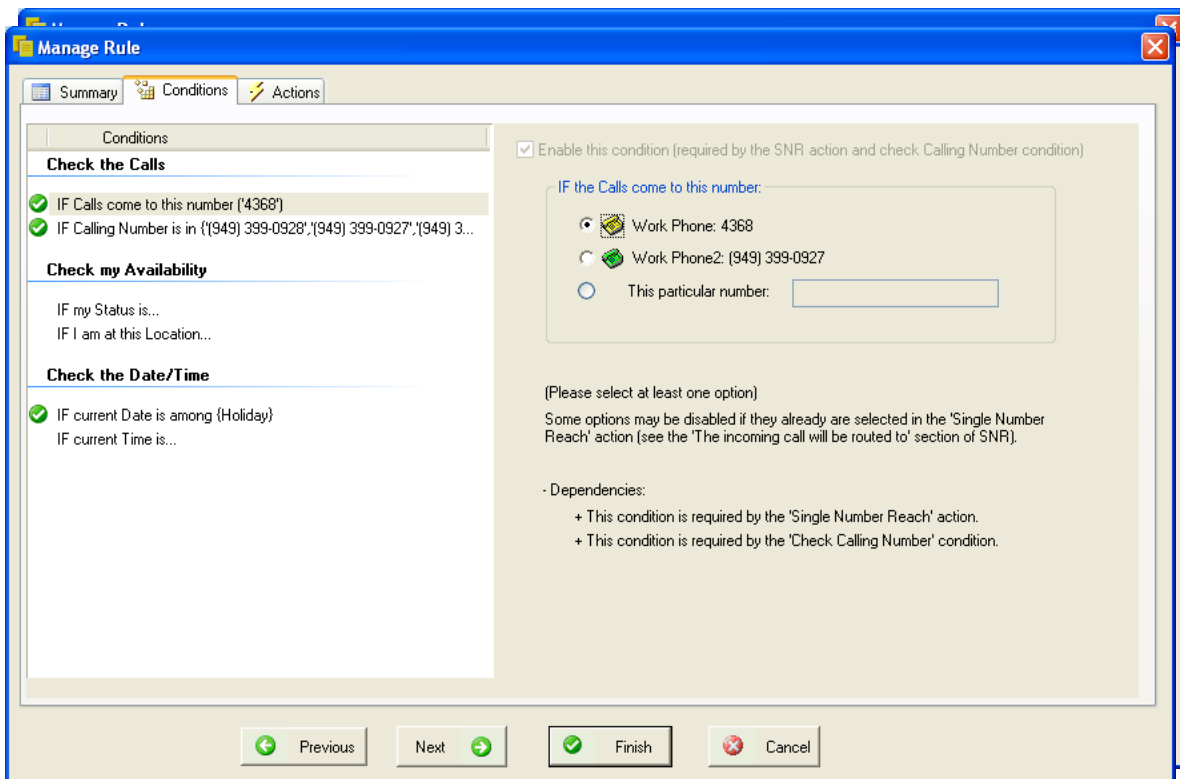 Manage Rule
Summary
Conditions
Actions
Conditions
Check the Calls
IF Calls come to this number ('4368')
IF Calling Number is in {'(949) 399-0928','(949) 399-0927','(949) 3...
Check my Availability
IF my Status is...
IF I am at this Location...
Check the Date/Time
IF current Date is among {Holiday}
IF current Time is...
Enable this condition (required by the SNR action and check Calling Number condition)
IF the Calls come to this number:
Work Phone: 4368
Work Phone2: (949) 399-0927
This particular number:
(Please select at least one option)
Some options may be disabled if they already are selected in the 'Single Number
Reach' action (see the 'The incoming call will be routed to' section of SNR).
- Dependencies:
+ This condition is required by the 'Single Number Reach' action.
+ This condition is required by the 'Check Calling Number' condition.
Previous
Next
Finish
Cancel